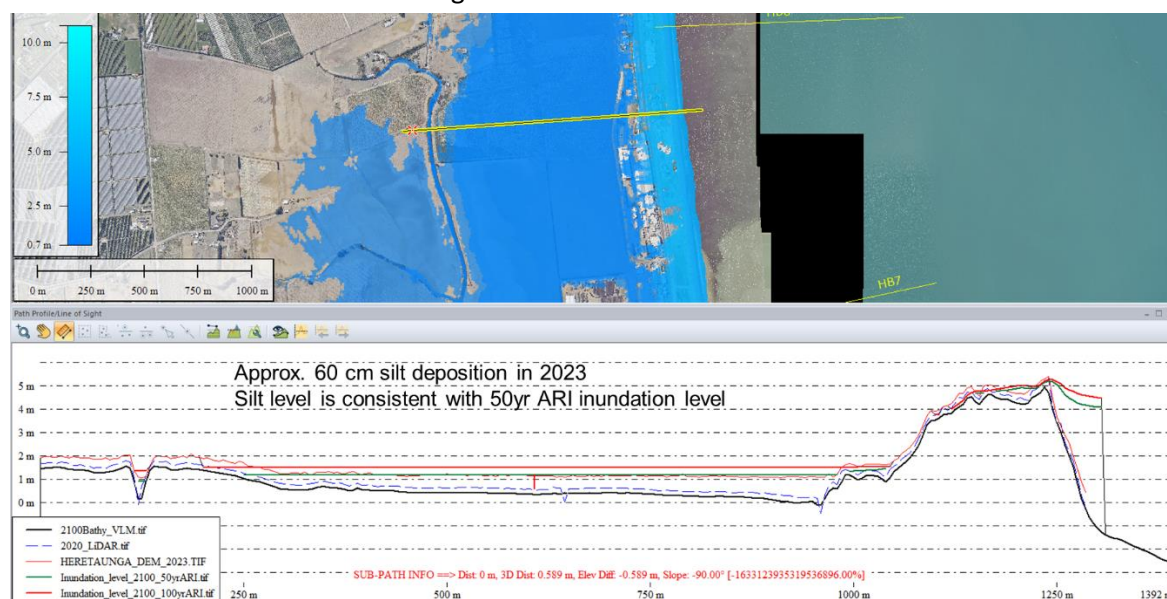 10.0 m
7.5 m
5.0 m
2.5 m
0.7 m
0 m 250 m 500 m 750 m 1000 m
HB7
Path Profile/Line of Sight
Approx. 60 cm silt deposition in 2023
Silt level is consistent with 50yr ARI inundation level
5 m
4 m
3 m
2 m
1 m
0 m
2100Bathy_VLM.tif
2020_LiDAR.tif
HERETAUNGA_DEM_2023.TIF
Inundation_level_2100_50yrARI.tif
Inundation_level_2100_100yrARI.tif
SUB-PATH INFO ==> Dist: 0 m, 3D Dist: 0.589 m, Elev Diff: -0.589 m, Slope: -90.00° [-1633123935319536896.00%]
250 m 500 m 750 m 1000 m 1250 m 1392 m